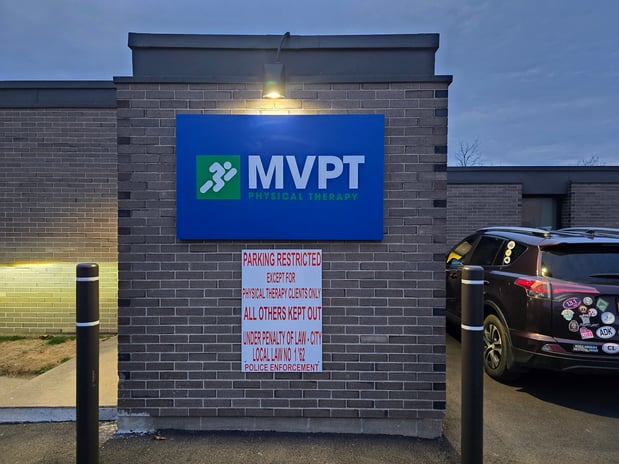 MVPT
PHYSICAL THERAPY
PARKING RESTRICTED
EXCEPT FOR
PHYSICAL THERAPY CLIENTS ONLY
ALL OTHERS KEPT OUT
UNDER PENALTY OF LAW - CITY
LOCAL LAW NO 1 '62
POLICE ENFORCEMENT
ADK